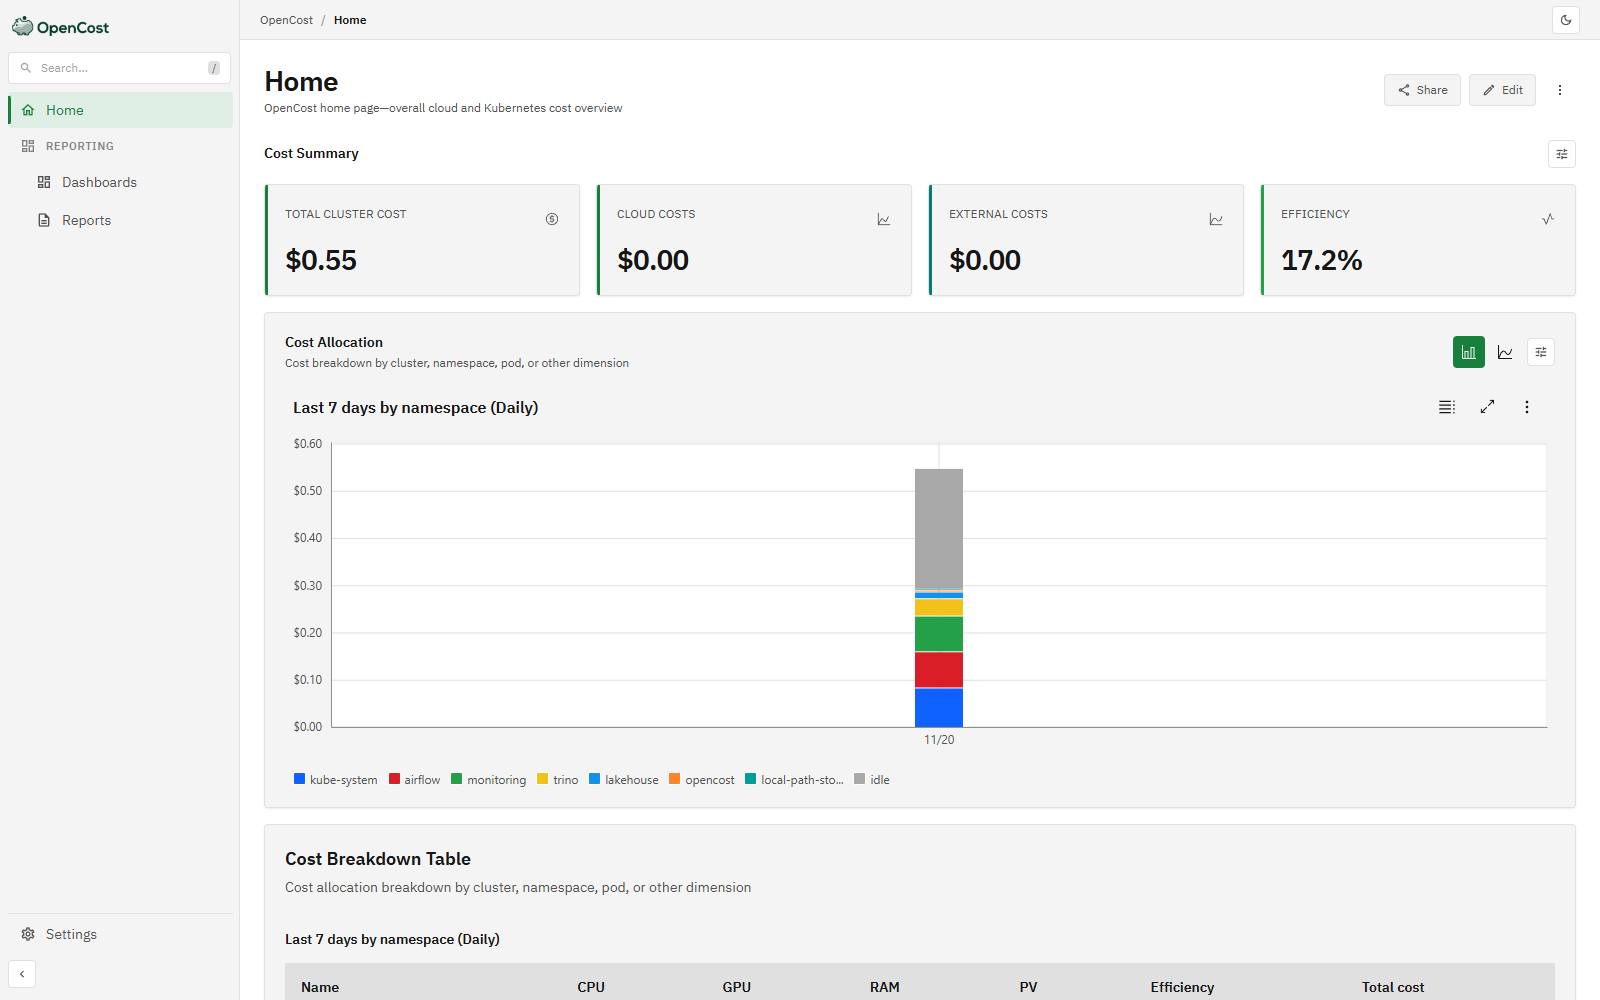 OpenCost
Search...
/
Home
REPORTING
Dashboards
Reports
Settings
OpenCost / Home
Home
OpenCost home page—overall cloud and Kubernetes cost overview
Share
Edit
Cost Summary
TOTAL CLUSTER COST
$0.55
CLOUD COSTS
$0.00
EXTERNAL COSTS
$0.00
EFFICIENCY
17.2%
Cost Allocation
Cost breakdown by cluster, namespace, pod, or other dimension
Last 7 days by namespace (Daily)
$0.60
$0.50
$0.40
$0.30
$0.20
$0.10
$0.00
11/20
kube-system airflow monitoring trino lakehouse opencost local-path-sto... idle
Cost Breakdown Table
Cost allocation breakdown by cluster, namespace, pod, or other dimension
Last 7 days by namespace (Daily)
Name CPU GPU RAM PV Efficiency Total cost